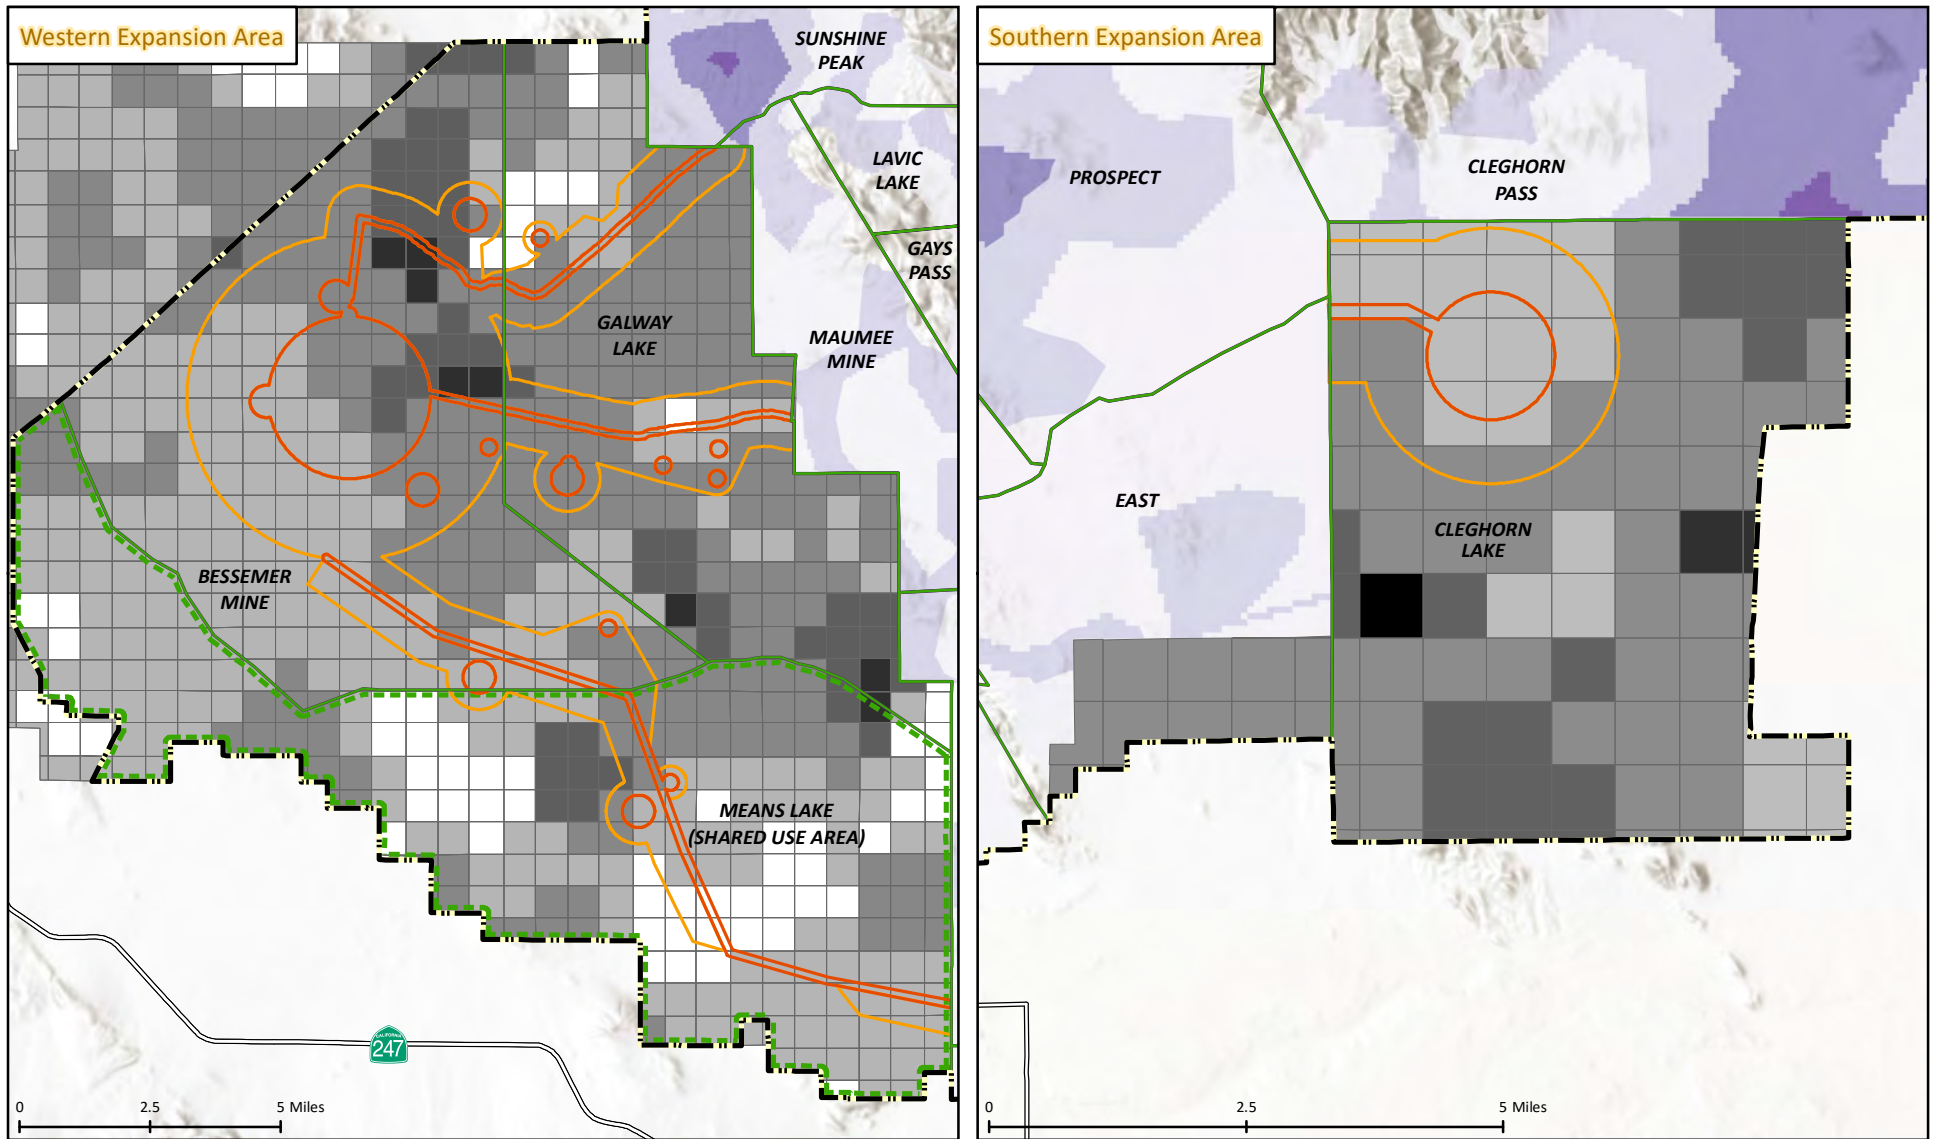 Western Expansion Area
SUNSHINE
PEAK
LAVIC
LAKE
GAYS
PASS
GALWAY
LAKE
MAUMEE
MINE
BESSEMER
MINE
MEANS LAKE
(SHARED USE AREA)
CALIFORNIA
247
0 2.5 5 Miles
Southern Expansion Area
PROSPECT
CLEGHORN
PASS
EAST
CLEGHORN
LAKE
0 2.5 5 Miles